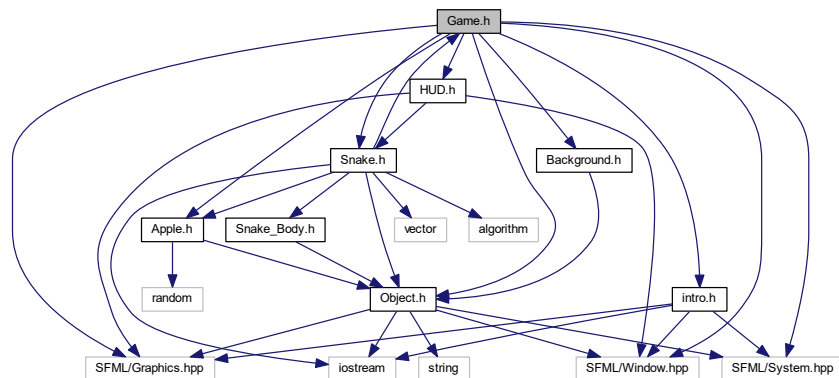 Game.h
HUD.h
Snake.h
Background.h
Apple.h
Snake_Body.h
vector
algorithm
random
Object.h
intro.h
SFML/Graphics.hpp
iostream
string
SFML/Window.hpp
SFML/System.hpp